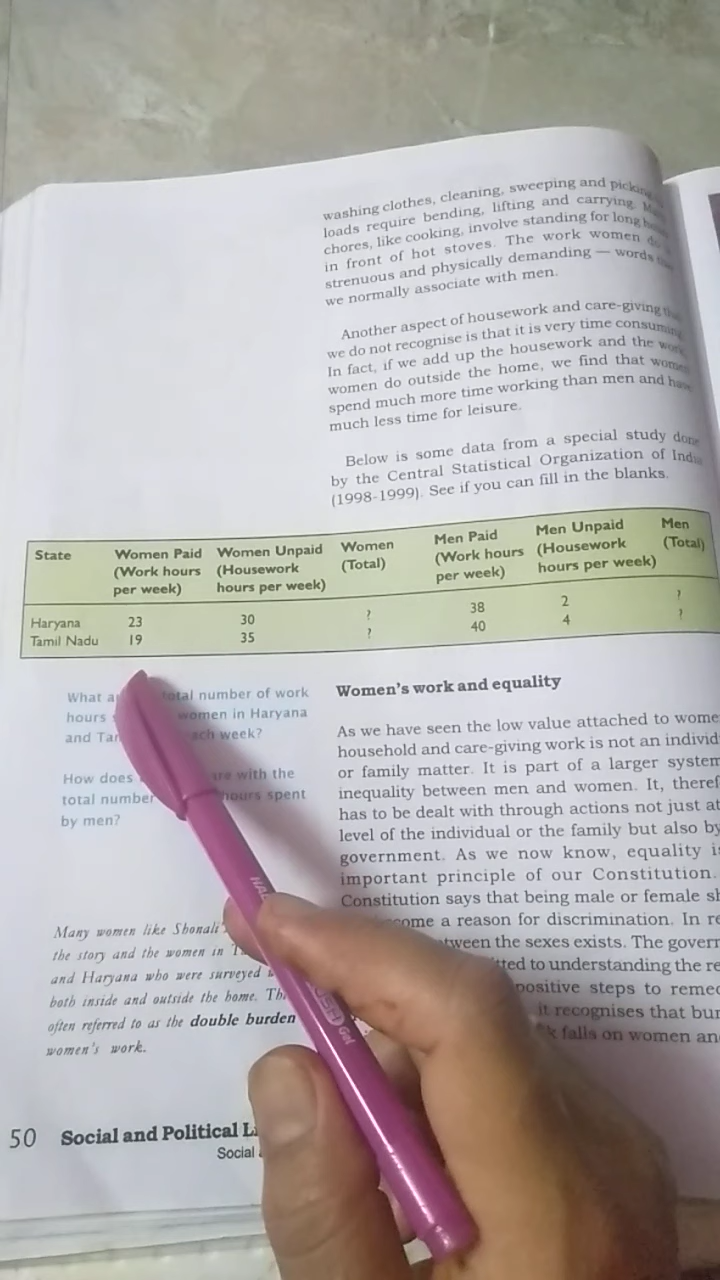 washing clothes, cleaning, sweeping and picking
loads require bending, lifting and carrying.
chores, like cooking, involve standing for long
in front of hot stoves. The work women
strenuous and physically demanding — words
we normally associate with men.
Another aspect of housework and care-giving
we do not recognise is that it is very time consuming
In fact, if we add up the housework and the work
women do outside the home, we find that women
spend much more time working than men and have
much less time for leisure.
Below is some data from a special study done
by the Central Statistical Organization of India
(1998-1999). See if you can fill in the blanks.
State Women Paid (Work hours per week) Women Unpaid (Housework hours per week) Women (Total) Men Paid (Work hours per week) Men Unpaid (Housework hours per week) Men (Total)
Haryana 23 30 ? 38 2 ?
Tamil Nadu 19 35 ? 40 4 ?
What total number of work
hours women in Haryana
and each week?
How does with the
total number hours spent
by men?
Many women like Shonali
the story and the women in
and Haryana who were surveyed
both inside and outside the home.
often referred to as the double burden
women's work.
Women's work and equality
As we have seen the low value attached to
household and care-giving work is not an
or family matter. It is part of a larger system
inequality between men and women. It,
has to be dealt with through actions not just at
level of the individual or the family but also by
government. As we now know, equality
important principle of our Constitution.
Constitution says that being male or female
a reason for discrimination. In
the sexes exists. The
to understanding the
positive steps to
it recognises that
falls on women
50 Social and Political
Social
Gel